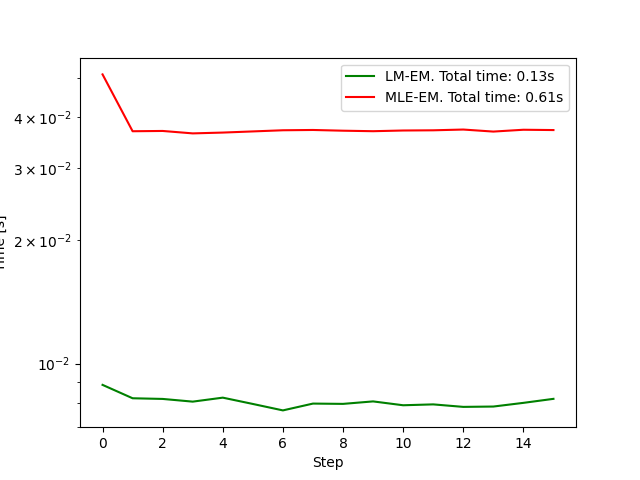 LM-EM. Total time: 0.13s
MLE-EM. Total time: 0.61s
4 × 10⁻²
3 × 10⁻²
2 × 10⁻²
10⁻²
0 2 4 6 8 10 12 14
Step